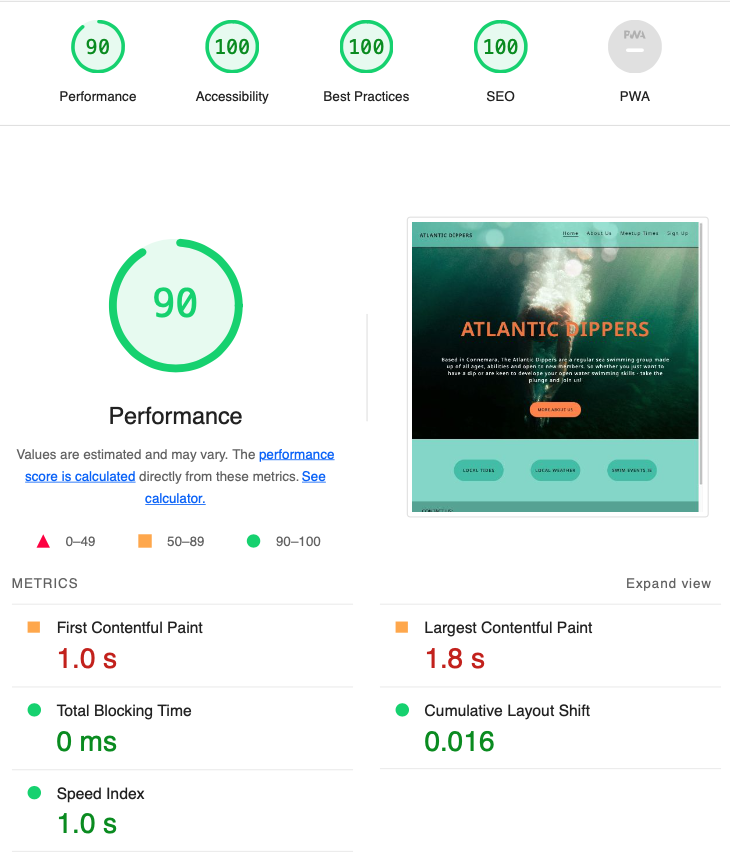 90
100
100
100
PWA
Performance
Accessibility
Best Practices
SEO
PWA
90
Performance
Values are estimated and may vary. The performance
score is calculated directly from these metrics. See
calculator.
0–49
50–89
90–100
ATLANTIC DIPPERS
Home
About Us
Meetup Times
Sign Up
ATLANTIC DIPPERS
Based in Connemara, The Atlantic Dippers are a regular sea swimming group made
up of all ages, abilities and open to new members. So whether you just want to
have a dip or are keen to develope your open water swimming skills - take the
plunge and join us!
MORE ABOUT US
LOCAL TIDES
LOCAL WEATHER
SWIM EVENTS IE
CONTACT US:
METRICS
Expand view
First Contentful Paint
1.0 s
Largest Contentful Paint
1.8 s
Total Blocking Time
0 ms
Cumulative Layout Shift
0.016
Speed Index
1.0 s